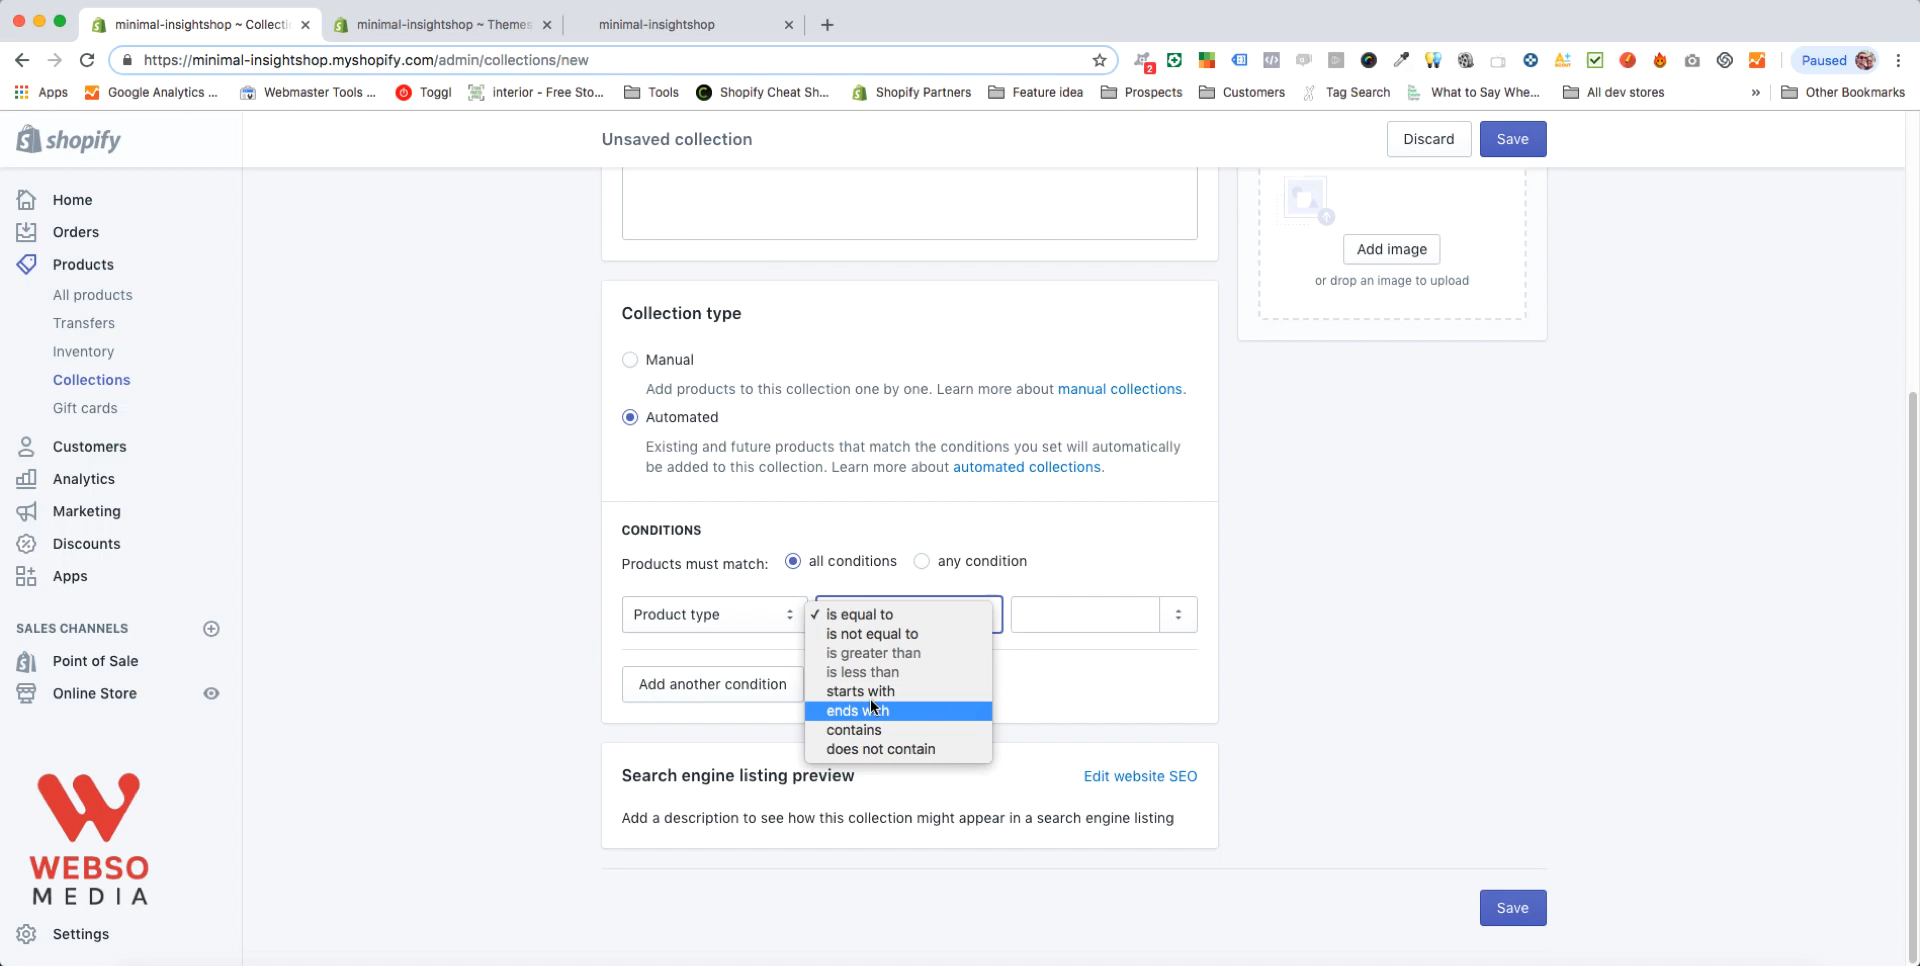 minimal-insightshop ~ Collecti
minimal-insightshop ~ Themes
minimal-insightshop
https://minimal-insightshop.myshopify.com/admin/collections/new
2
Paused
Apps
Google Analytics ...
Webmaster Tools ...
Toggl
interior - Free Sto...
Tools
Shopify Cheat Sh...
Shopify Partners
Feature idea
Prospects
Customers
Tag Search
What to Say Whe...
All dev stores
»
Other Bookmarks
shopify
Unsaved collection
Discard
Save
Home
Orders
Products
All products
Transfers
Inventory
Collections
Gift cards
Customers
Analytics
Marketing
Discounts
Apps
SALES CHANNELS
Point of Sale
Online Store
WEBSO
MEDIA
Settings
Add image
or drop an image to upload
Collection type
Manual
Add products to this collection one by one. Learn more about manual collections.
Automated
Existing and future products that match the conditions you set will automatically
be added to this collection. Learn more about automated collections.
CONDITIONS
Products must match:
all conditions
any condition
Product type
is equal to
is not equal to
is greater than
is less than
starts with
ends with
contains
does not contain
Add another condition
Search engine listing preview
Edit website SEO
Add a description to see how this collection might appear in a search engine listing
Save